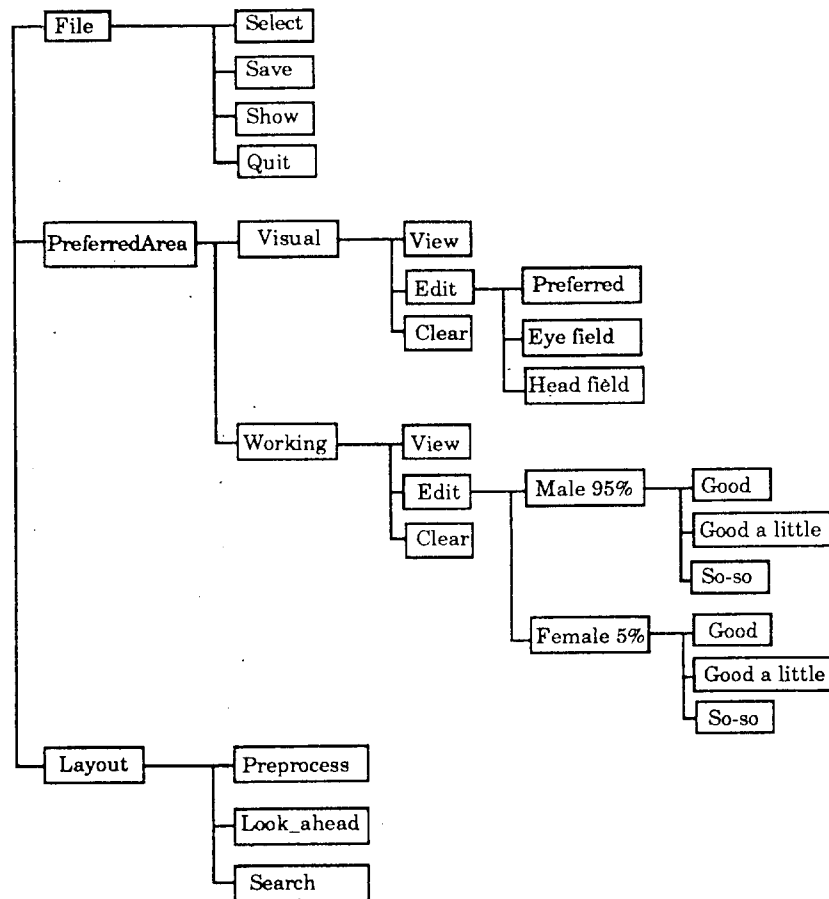 File
Select
Save
Show
Quit
PreferredArea
Visual
View
Edit
Preferred
Eye field
Head field
Clear
Working
View
Edit
Male 95%
Good
Good a little
So-so
Female 5%
Good
Good a little
So-so
Clear
Layout
Preprocess
Look_ahead
Search